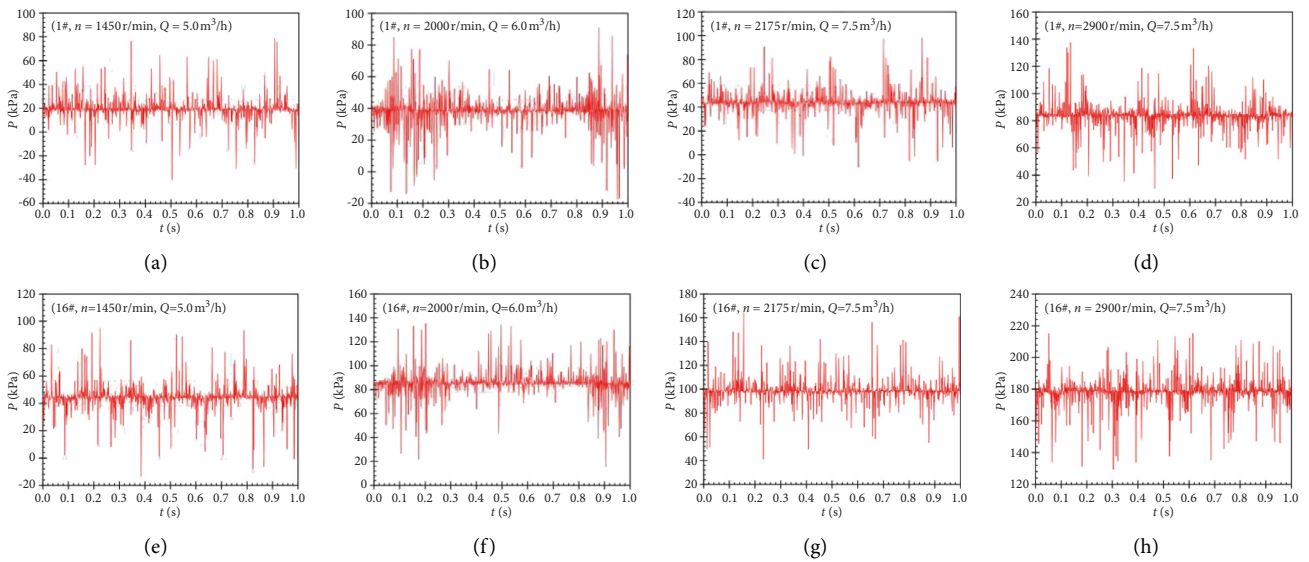 (1#, n = 1450 r/min, Q = 5.0 m³/h)
P (kPa)
100
80
60
40
20
0
-20
-40
-60
0.0 0.1 0.2 0.3 0.4 0.5 0.6 0.7 0.8 0.9 1.0
t (s)
(a)
(1#, n = 2000 r/min, Q = 6.0 m³/h)
P (kPa)
100
80
60
40
20
0
-20
0.0 0.1 0.2 0.3 0.4 0.5 0.6 0.7 0.8 0.9 1.0
t (s)
(b)
(1#, n = 2175 r/min, Q = 7.5 m³/h)
P (kPa)
120
100
80
60
40
20
0
-20
-40
0.0 0.1 0.2 0.3 0.4 0.5 0.6 0.7 0.8 0.9 1.0
t (s)
(c)
(1#, n=2900 r/min, Q=7.5 m³/h)
P (kPa)
160
140
120
100
80
60
40
20
0.0 0.1 0.2 0.3 0.4 0.5 0.6 0.7 0.8 0.9 1.0
t (s)
(d)
(16#, n=1450 r/min, Q=5.0 m³/h)
P (kPa)
120
100
80
60
40
20
0
-20
0.0 0.1 0.2 0.3 0.4 0.5 0.6 0.7 0.8 0.9 1.0
t (s)
(e)
(16#, n=2000 r/min, Q=6.0 m³/h)
P (kPa)
160
140
120
100
80
60
40
20
0
0.0 0.1 0.2 0.3 0.4 0.5 0.6 0.7 0.8 0.9 1.0
t (s)
(f)
(16#, n = 2175 r/min, Q=7.5 m³/h)
P (kPa)
180
160
140
120
100
80
60
40
20
0.0 0.1 0.2 0.3 0.4 0.5 0.6 0.7 0.8 0.9 1.0
t (s)
(g)
(16#, n = 2900 r/min, Q=7.5 m³/h)
P (kPa)
240
220
200
180
160
140
120
0.0 0.1 0.2 0.3 0.4 0.5 0.6 0.7 0.8 0.9 1.0
t (s)
(h)